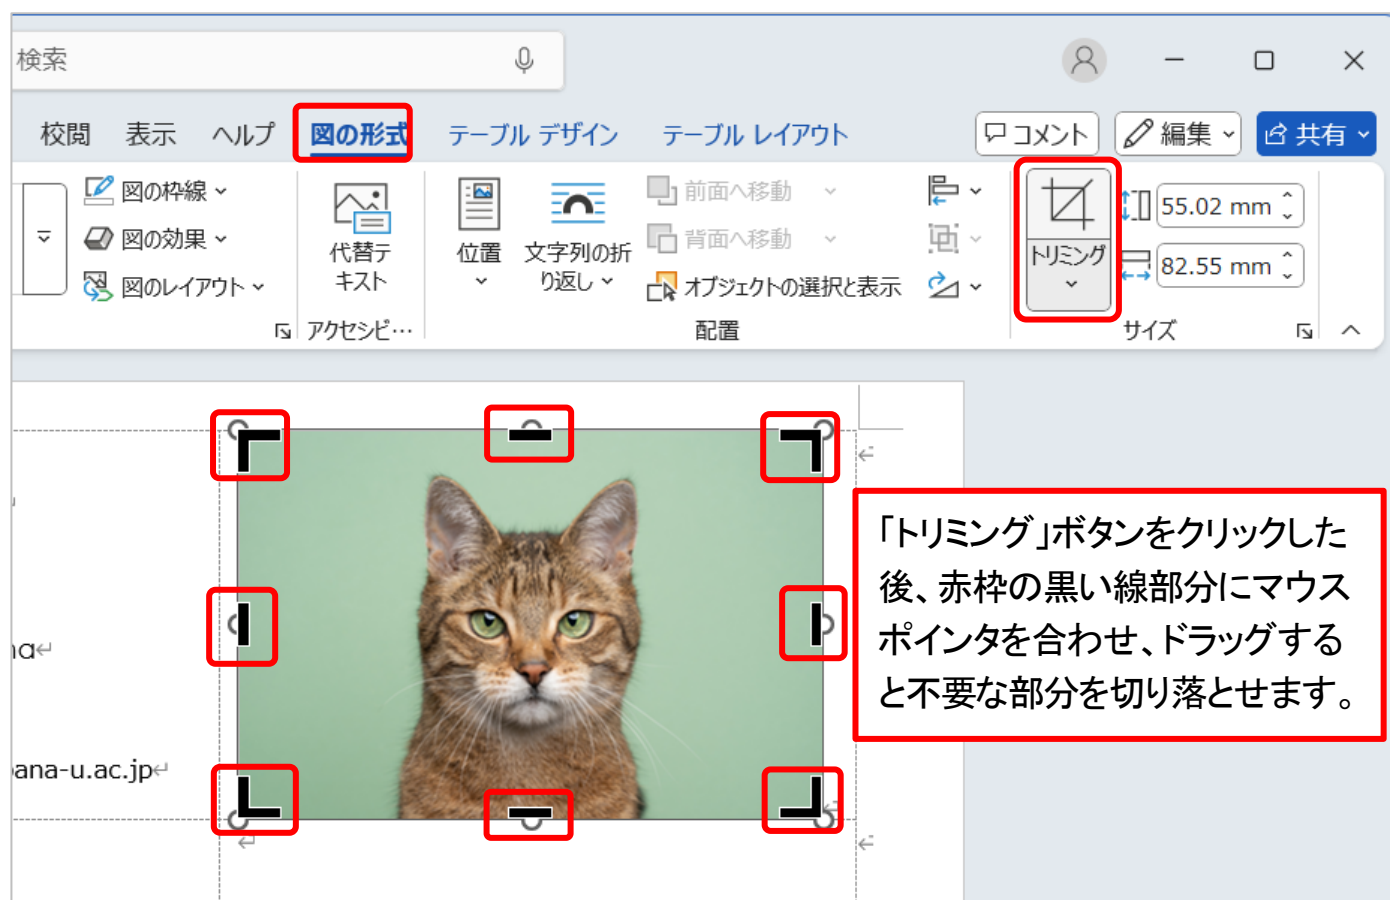 検索
校閲 表示 ヘルプ 図の形式 テーブル デザイン テーブル レイアウト コメント 編集 共有
図の枠線
図の効果
図のレイアウト
代替テ
キスト
アクセシビ…
位置
文字列の折
り返し
前面へ移動
背面へ移動
オブジェクトの選択と表示
配置
トリミング
55.02 mm
82.55 mm
サイズ
「トリミング」ボタンをクリックした
後、赤枠の黒い線部分にマウス
ポインタを合わせ、ドラッグする
と不要な部分を切り落とせます。
ana-u.ac.jp